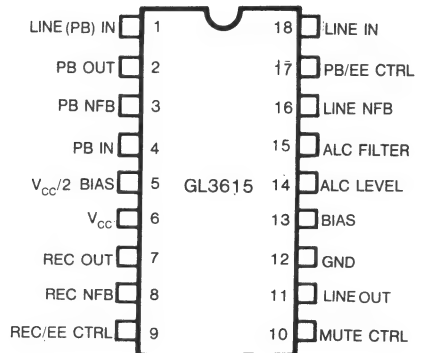 LINE (PB) IN 1 18 LINE IN
PB OUT 2 17 PB/EE CTRL
PB NFB 3 16 LINE NFB
PB IN 4 15 ALC FILTER
V_CC/2 BIAS 5 GL3615 14 ALC LEVEL
V_CC 6 13 BIAS
REC OUT 7 12 GND
REC NFB 8 11 LINE OUT
REC/EE CTRL 9 10 MUTE CTRL